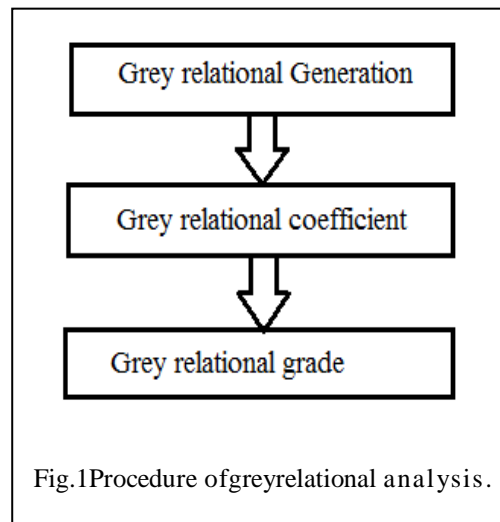 Grey relational Generation
Grey relational coefficient
Grey relational grade
Fig.1Procedure ofgreyrelational analysis.